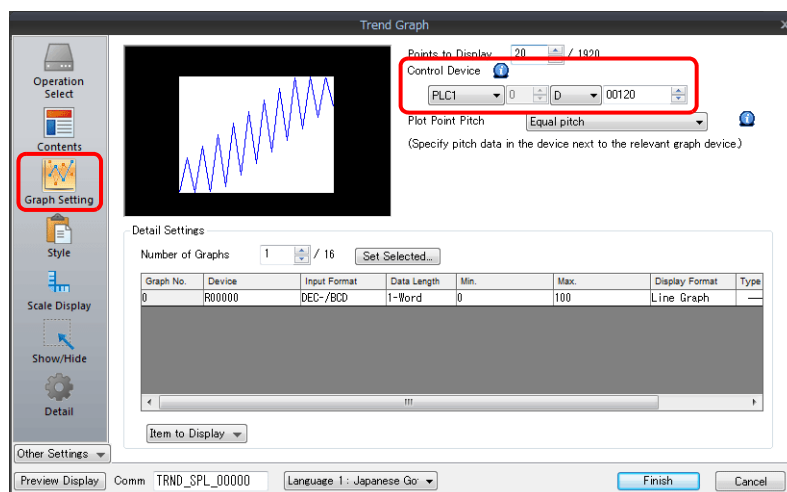 Trend Graph
Operation
Select
Contents
Graph Setting
Style
Scale Display
Show/Hide
Detail
Other Settings
Points to Display 20 / 1920
Control Device
PLC1 0 D 00120
Plot Point Pitch Equal pitch
(Specify pitch data in the device next to the relevant graph device.)
Detail Settings
Number of Graphs 1 / 16 Set Selected...
Graph No. Device Input Format Data Length Min. Max. Display Format Type
0 R00000 DEC-/BCD 1-Word 0 100 Line Graph —
Item to Display
Preview Display Comm TRND_SPL_00000 Language 1 : Japanese Go Finish Cancel